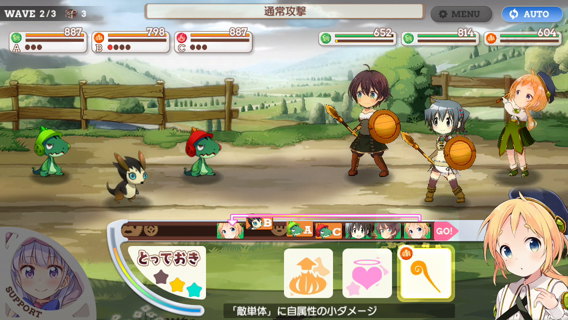 WAVE 2/3 3
通常攻撃
MENU
AUTO
887
798
887
652
814
604
A
B
C
B
A
C
GO!
とっておき
SUPPORT
「敵単体」に自属性の小ダメージ